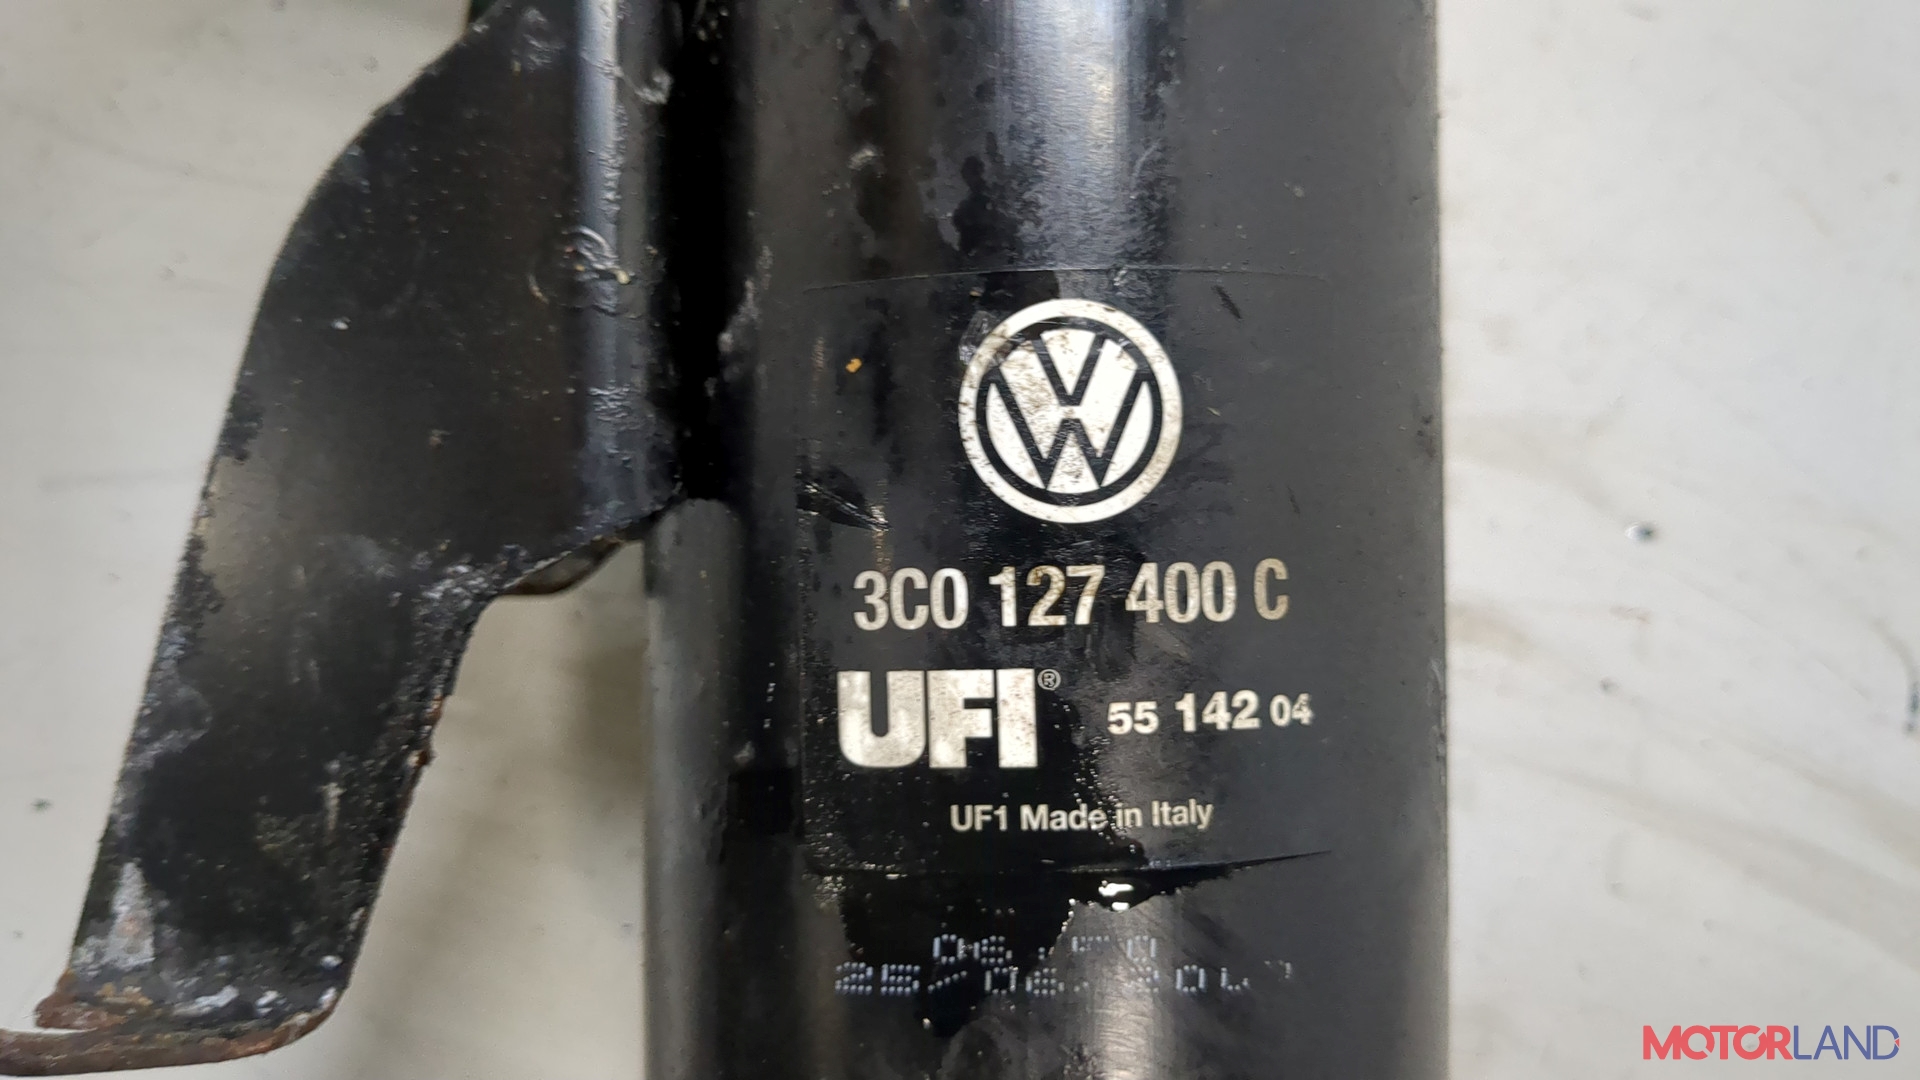 3C0 127 400 C
UFI® 55 142 04
UF1 Made in Italy
MOTORLAND